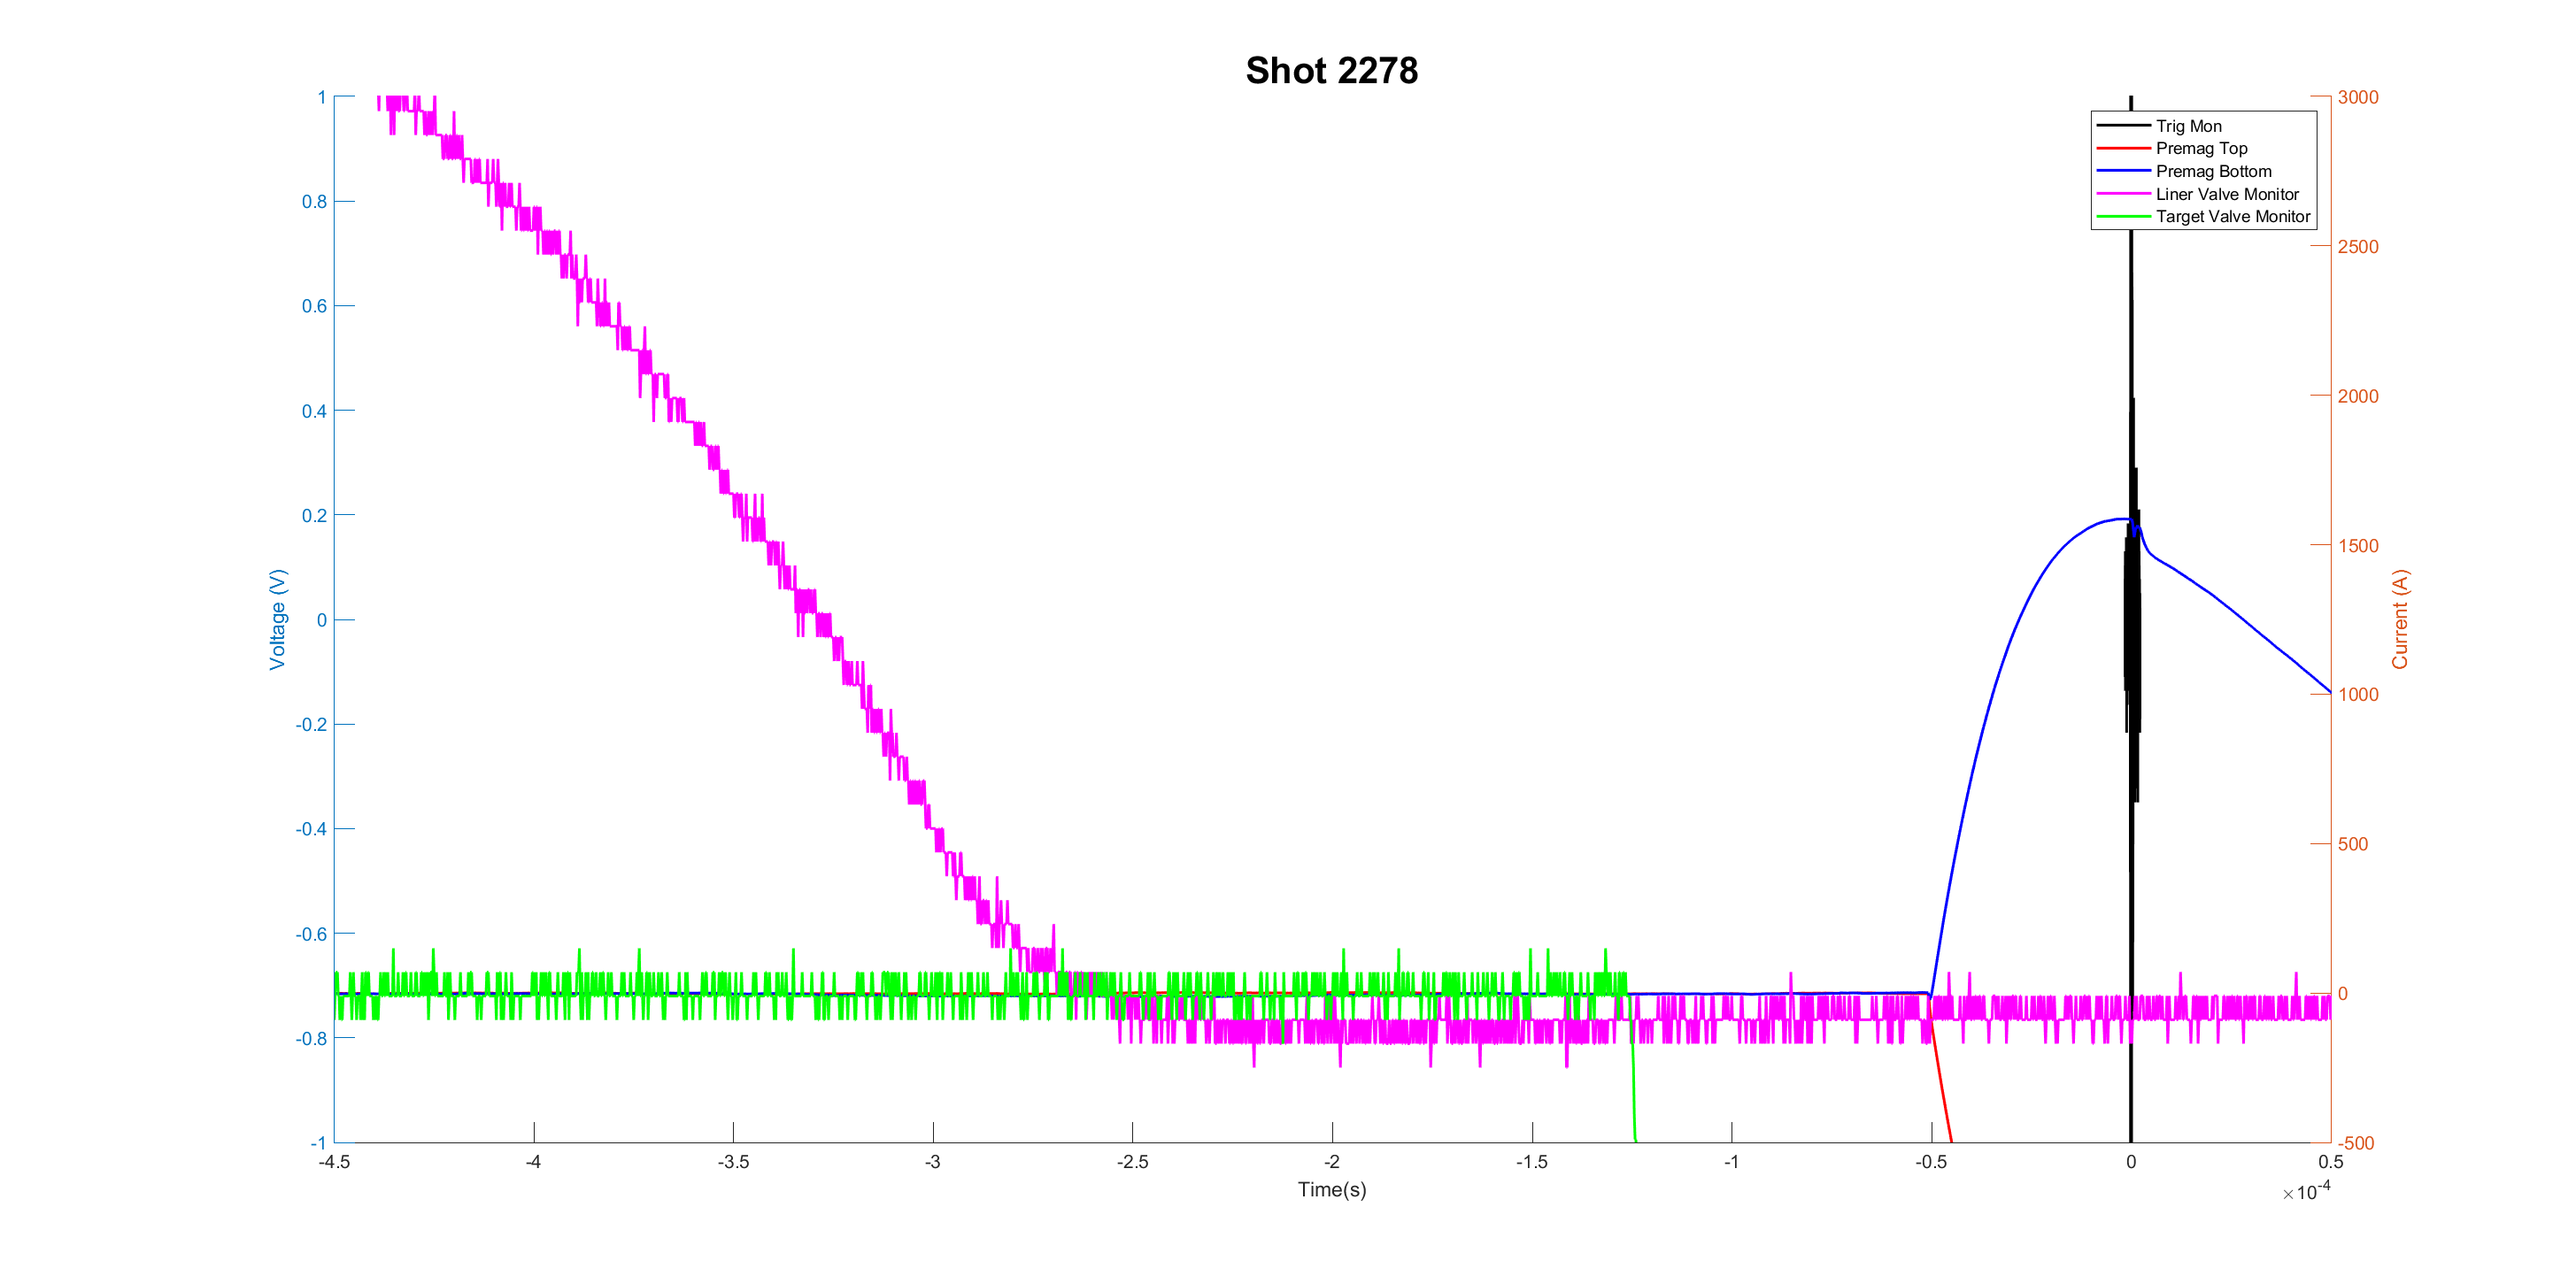 Shot 2278
1
0.8
0.6
0.4
0.2
0
-0.2
-0.4
-0.6
-0.8
-1
Voltage (V)
3000
2500
2000
1500
1000
500
0
-500
Current (A)
Trig Mon
Premag Top
Premag Bottom
Liner Valve Monitor
Target Valve Monitor
-4.5 -4 -3.5 -3 -2.5 -2 -1.5 -1 -0.5 0 0.5
Time(s)
×10⁻⁴